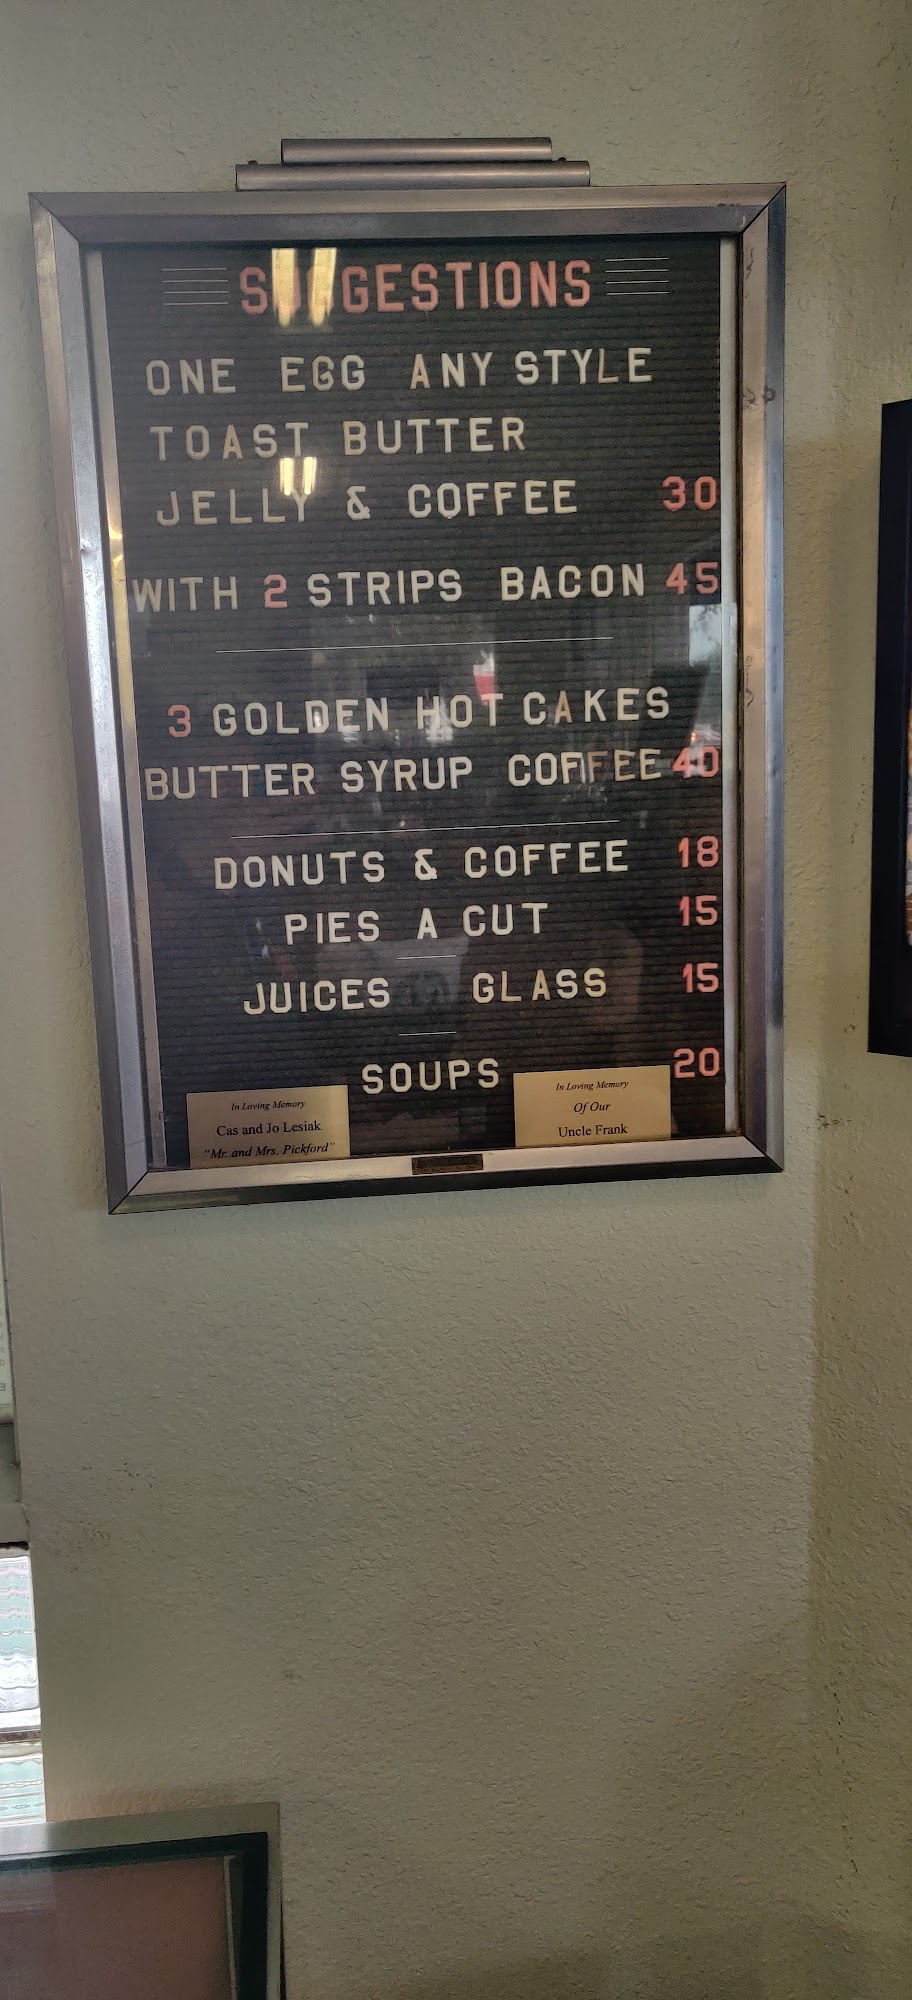 SUGGESTIONS
ONE EGG ANY STYLE
TOAST BUTTER
JELLY & COFFEE 30
WITH 2 STRIPS BACON 45
3 GOLDEN HOT CAKES
BUTTER SYRUP COFFEE 40
DONUTS & COFFEE 18
PIES A CUT 15
JUICES GLASS 15
SOUPS 20
In Loving Memory
Cas and Jo Lesiak
"Mr. and Mrs. Pickford"
In Loving Memory
Of Our
Uncle Frank